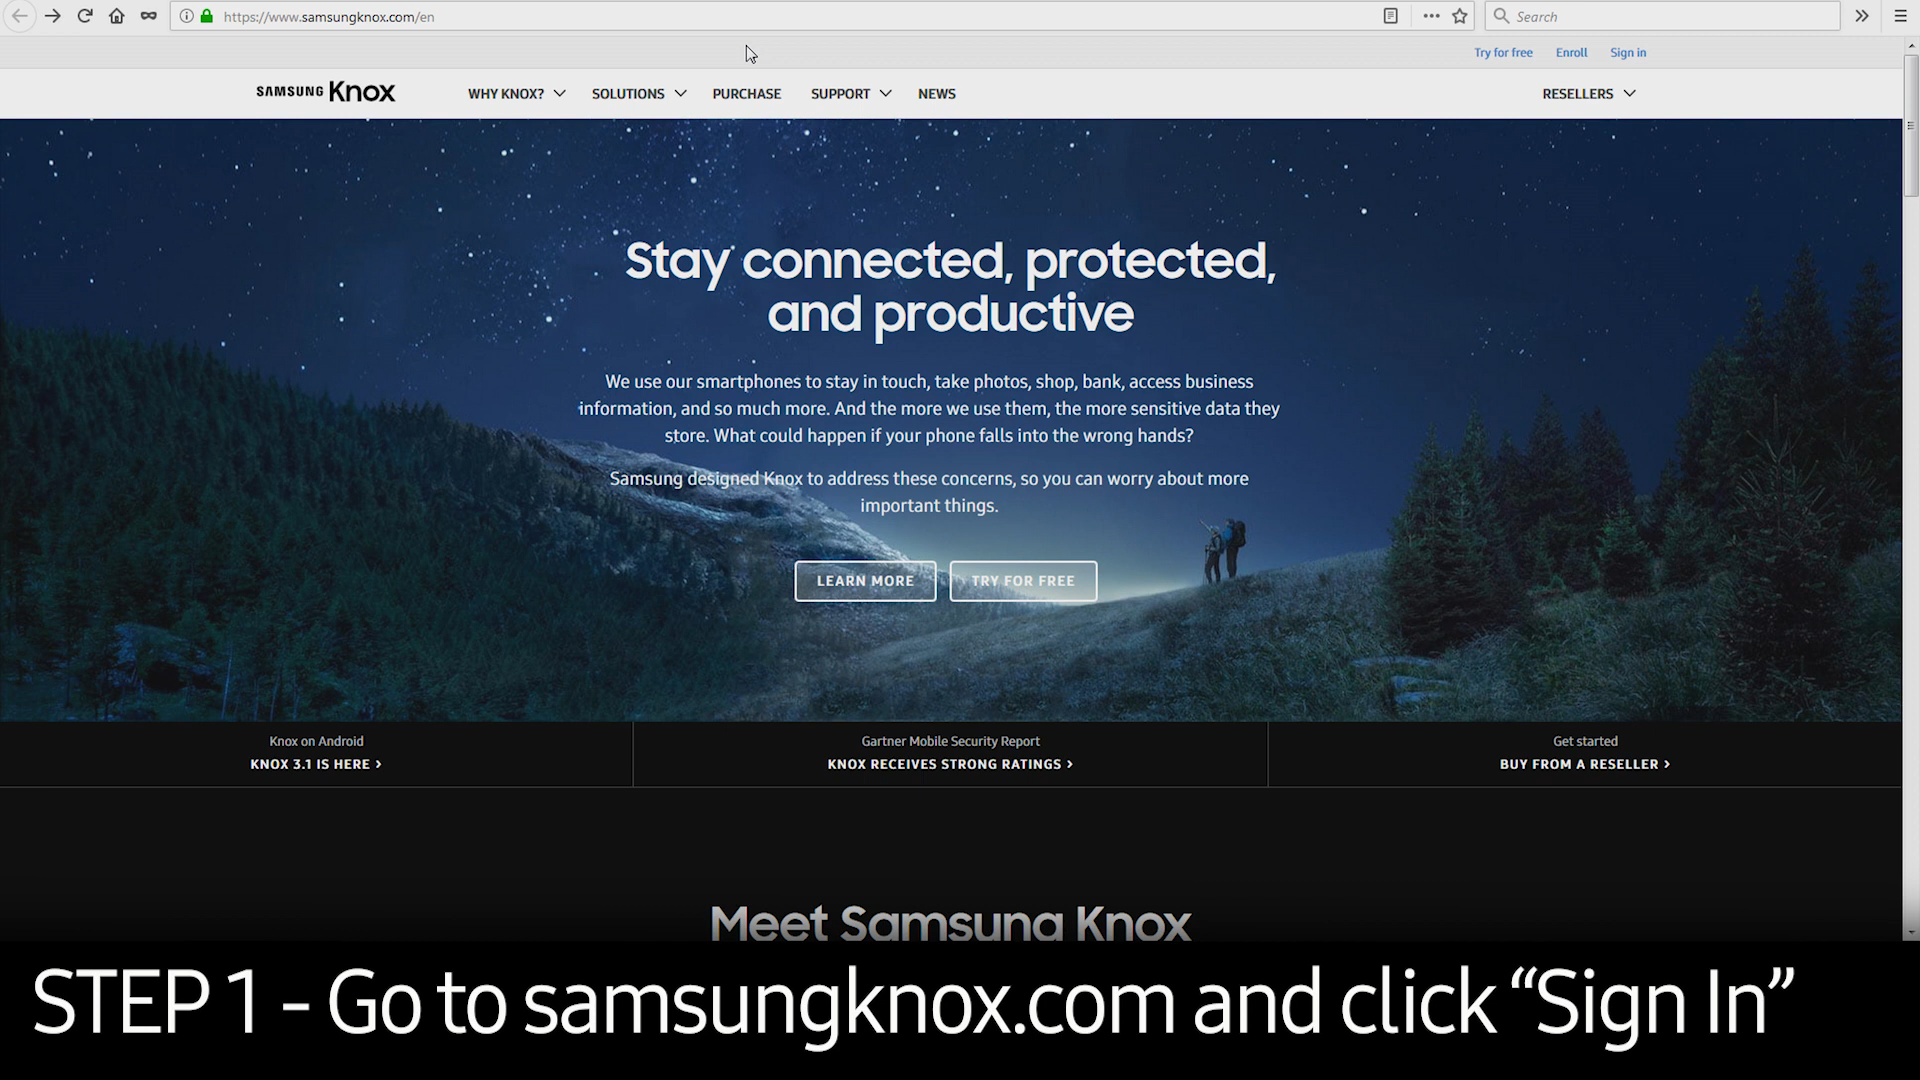 https://www.samsungknox.com/en
Search
Try for free Enroll Sign in
SAMSUNG Knox WHY KNOX? SOLUTIONS PURCHASE SUPPORT NEWS RESELLERS
Stay connected, protected,
and productive
We use our smartphones to stay in touch, take photos, shop, bank, access business
information, and so much more. And the more we use them, the more sensitive data they
store. What could happen if your phone falls into the wrong hands?
Samsung designed Knox to address these concerns, so you can worry about more
important things.
LEARN MORE TRY FOR FREE
Knox on Android
KNOX 3.1 IS HERE >
Gartner Mobile Security Report
KNOX RECEIVES STRONG RATINGS >
Get started
BUY FROM A RESELLER >
Meet Samsung Knox
STEP 1 - Go to samsungknox.com and click “Sign In”